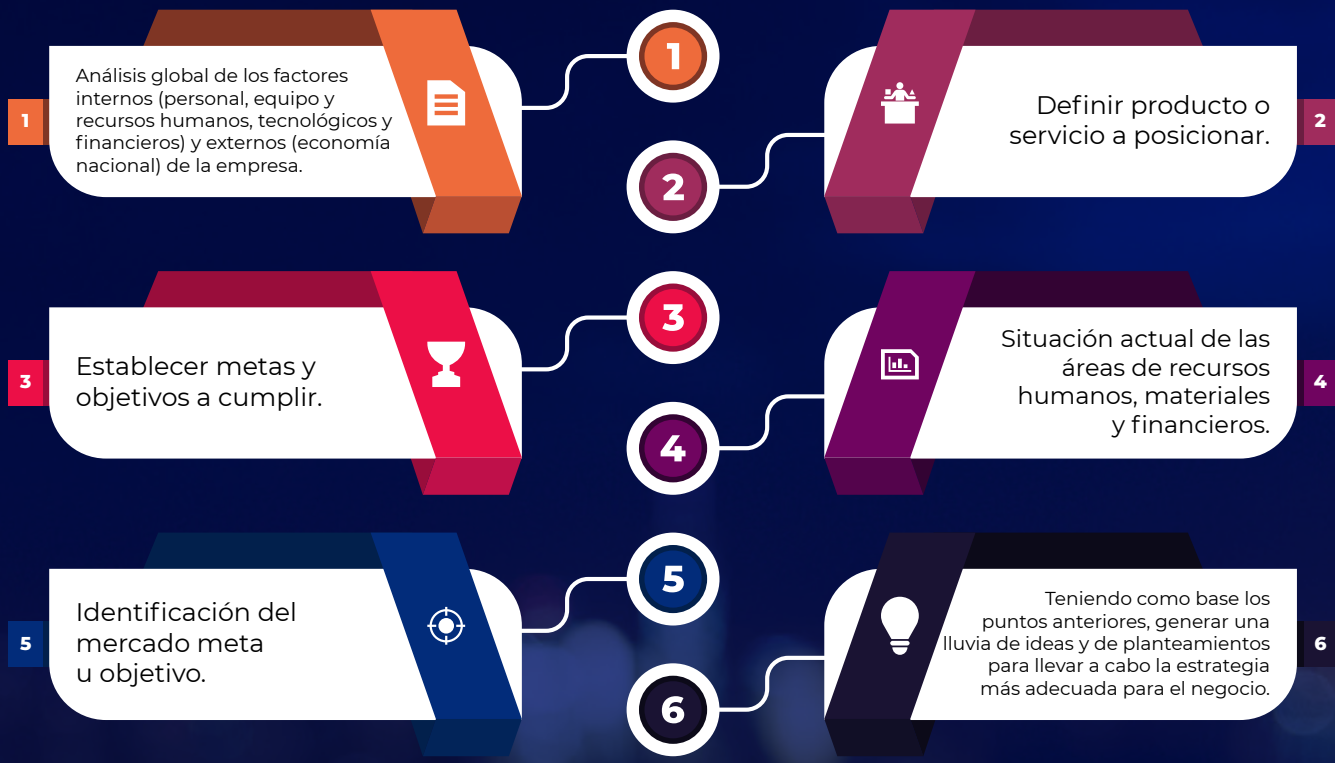 1
Análisis global de los factores
internos (personal, equipo y
recursos humanos, tecnológicos y
financieros) y externos (economía
nacional) de la empresa.
1
2
Definir producto o
servicio a posicionar.
2
3
Establecer metas y
objetivos a cumplir.
3
4
Situación actual de las
áreas de recursos
humanos, materiales
y financieros.
4
5
Identificación del
mercado meta
u objetivo.
5
6
Teniendo como base los
puntos anteriores, generar una
lluvia de ideas y de planteamientos
para llevar a cabo la estrategia
más adecuada para el negocio.
6